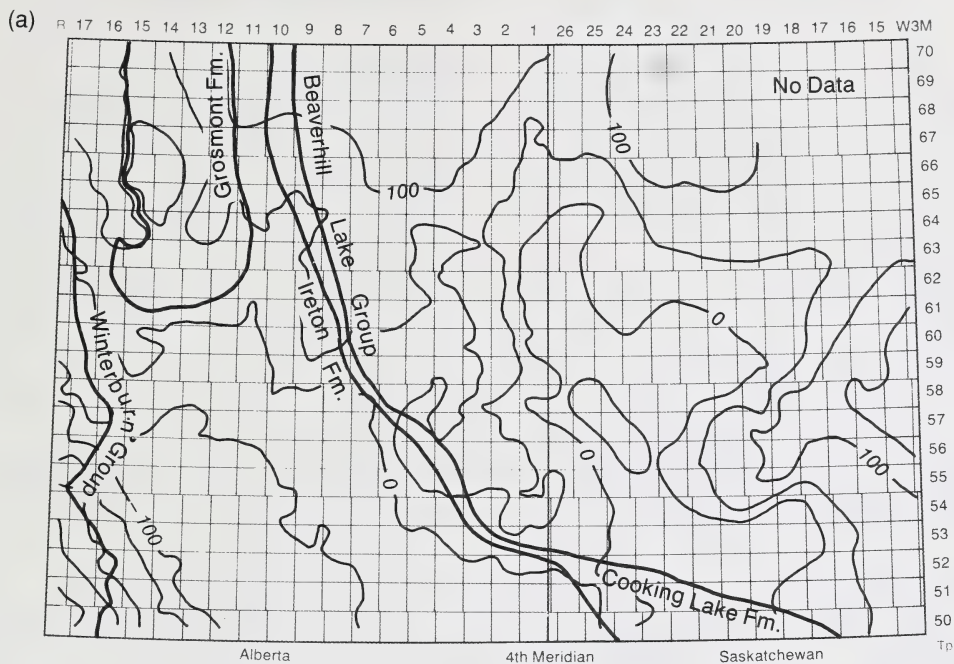 (a)
R 17 16 15 14 13 12 11 10 9 8 7 6 5 4 3 2 1 26 25 24 23 22 21 20 19 18 17 16 15 W3M
70
69
68
67
66
65
64
63
62
61
60
59
58
57
56
55
54
53
52
51
50
Tp
No Data
Grosmont Fm.
Beaverhill Lake Group
Ireton Fm.
Winterburn Group
Cooking Lake Fm.
100
100
0
0
0
100
-100
Alberta
4th Meridian
Saskatchewan